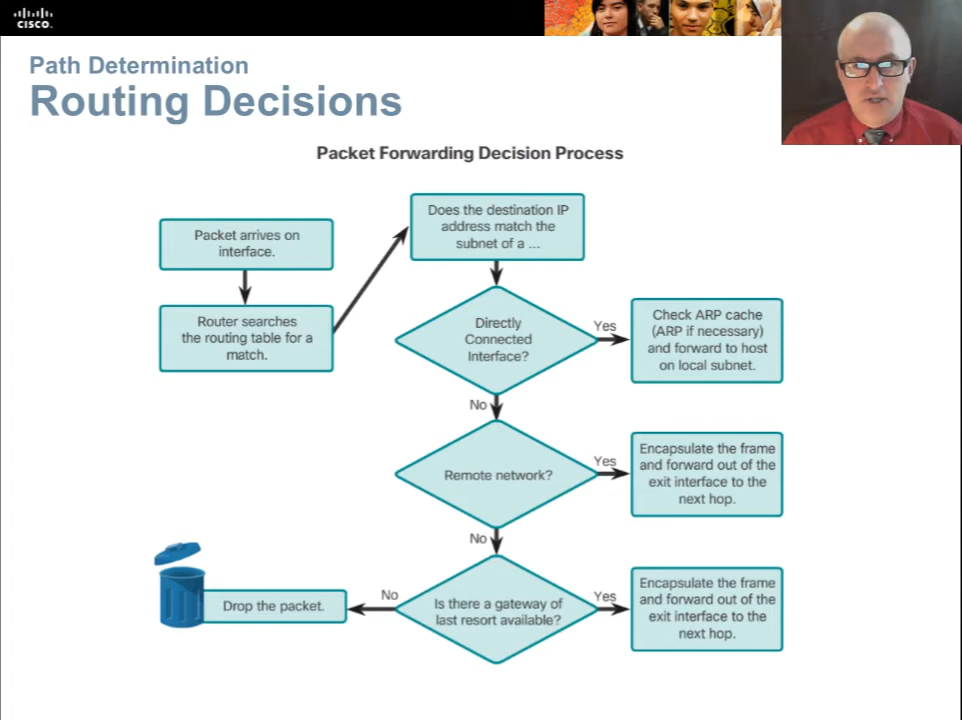 CISCO.
Path Determination
Routing Decisions
Packet Forwarding Decision Process
Packet arrives on
interface.
Router searches
the routing table for a
match.
Does the destination IP
address match the
subnet of a ...
Directly
Connected
Interface?
Yes
Check ARP cache
(ARP if necessary)
and forward to host
on local subnet.
No
Remote network?
Yes
Encapsulate the frame
and forward out of the
exit interface to the
next hop.
No
Is there a gateway of
last resort available?
Yes
Encapsulate the frame
and forward out of the
exit interface to the
next hop.
No
Drop the packet.